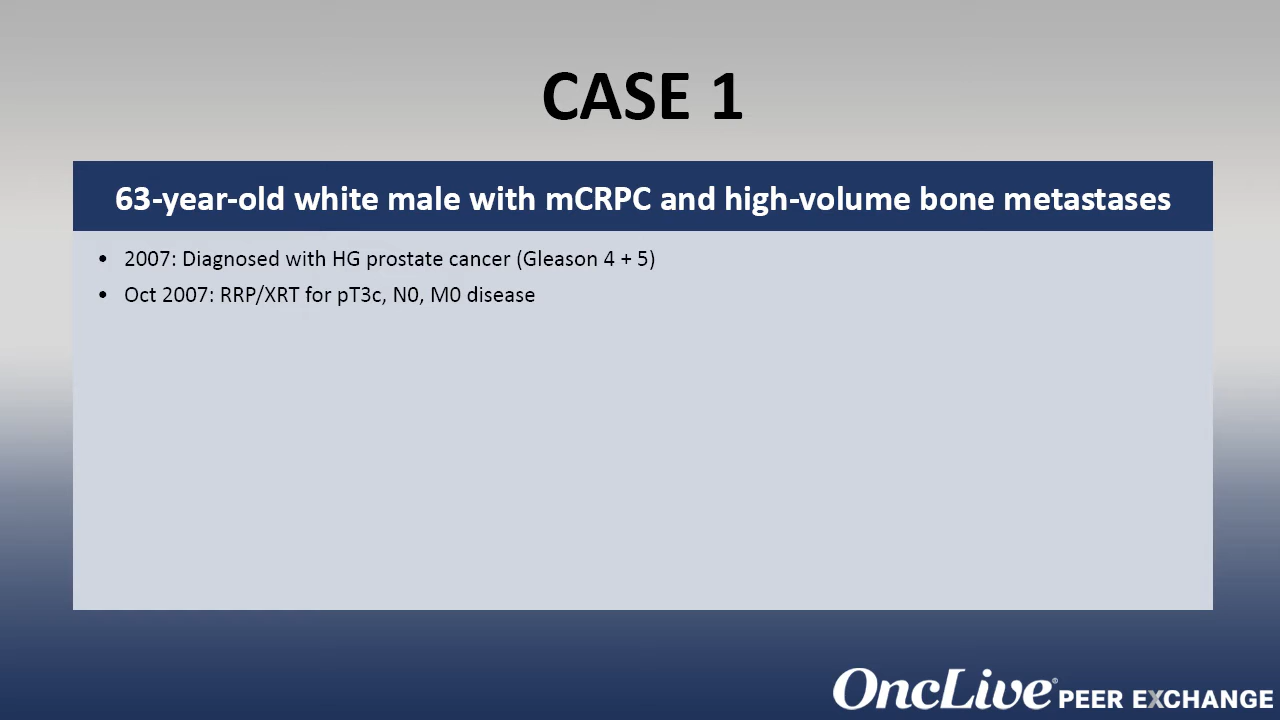 CASE 1
63-year-old white male with mCRPC and high-volume bone metastases
• 2007: Diagnosed with HG prostate cancer (Gleason 4 + 5)
• Oct 2007: RRP/XRT for pT3c, N0, M0 disease
OncLive® PEER EXCHANGE